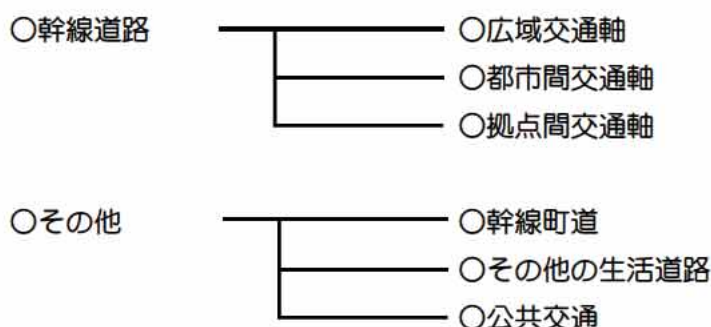 ○幹線道路
○広域交通軸
○都市間交通軸
○拠点間交通軸
○その他
○幹線町道
○その他の生活道路
○公共交通